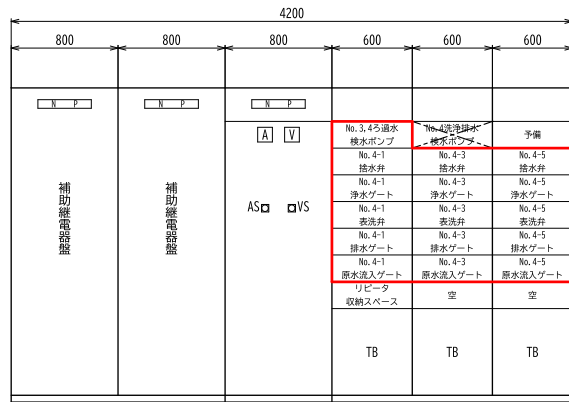 4200
800 800 800 600 600 600
N P N P N P
No.3,4ろ過水
検水ポンプ
No.4洗浄排水
検水ポンプ
予備
A V
No.4-1
捨水弁
No.4-3
捨水弁
No.4-5
捨水弁
No.4-1
浄水ゲート
No.4-3
浄水ゲート
No.4-5
浄水ゲート
補助継電器盤
補助継電器盤
AS VS
No.4-1
表洗弁
No.4-3
表洗弁
No.4-5
表洗弁
No.4-1
排水ゲート
No.4-3
排水ゲート
No.4-5
排水ゲート
No.4-1
原水流入ゲート
No.4-3
原水流入ゲート
No.4-5
原水流入ゲート
リピータ
収納スペース
空
空
TB TB TB